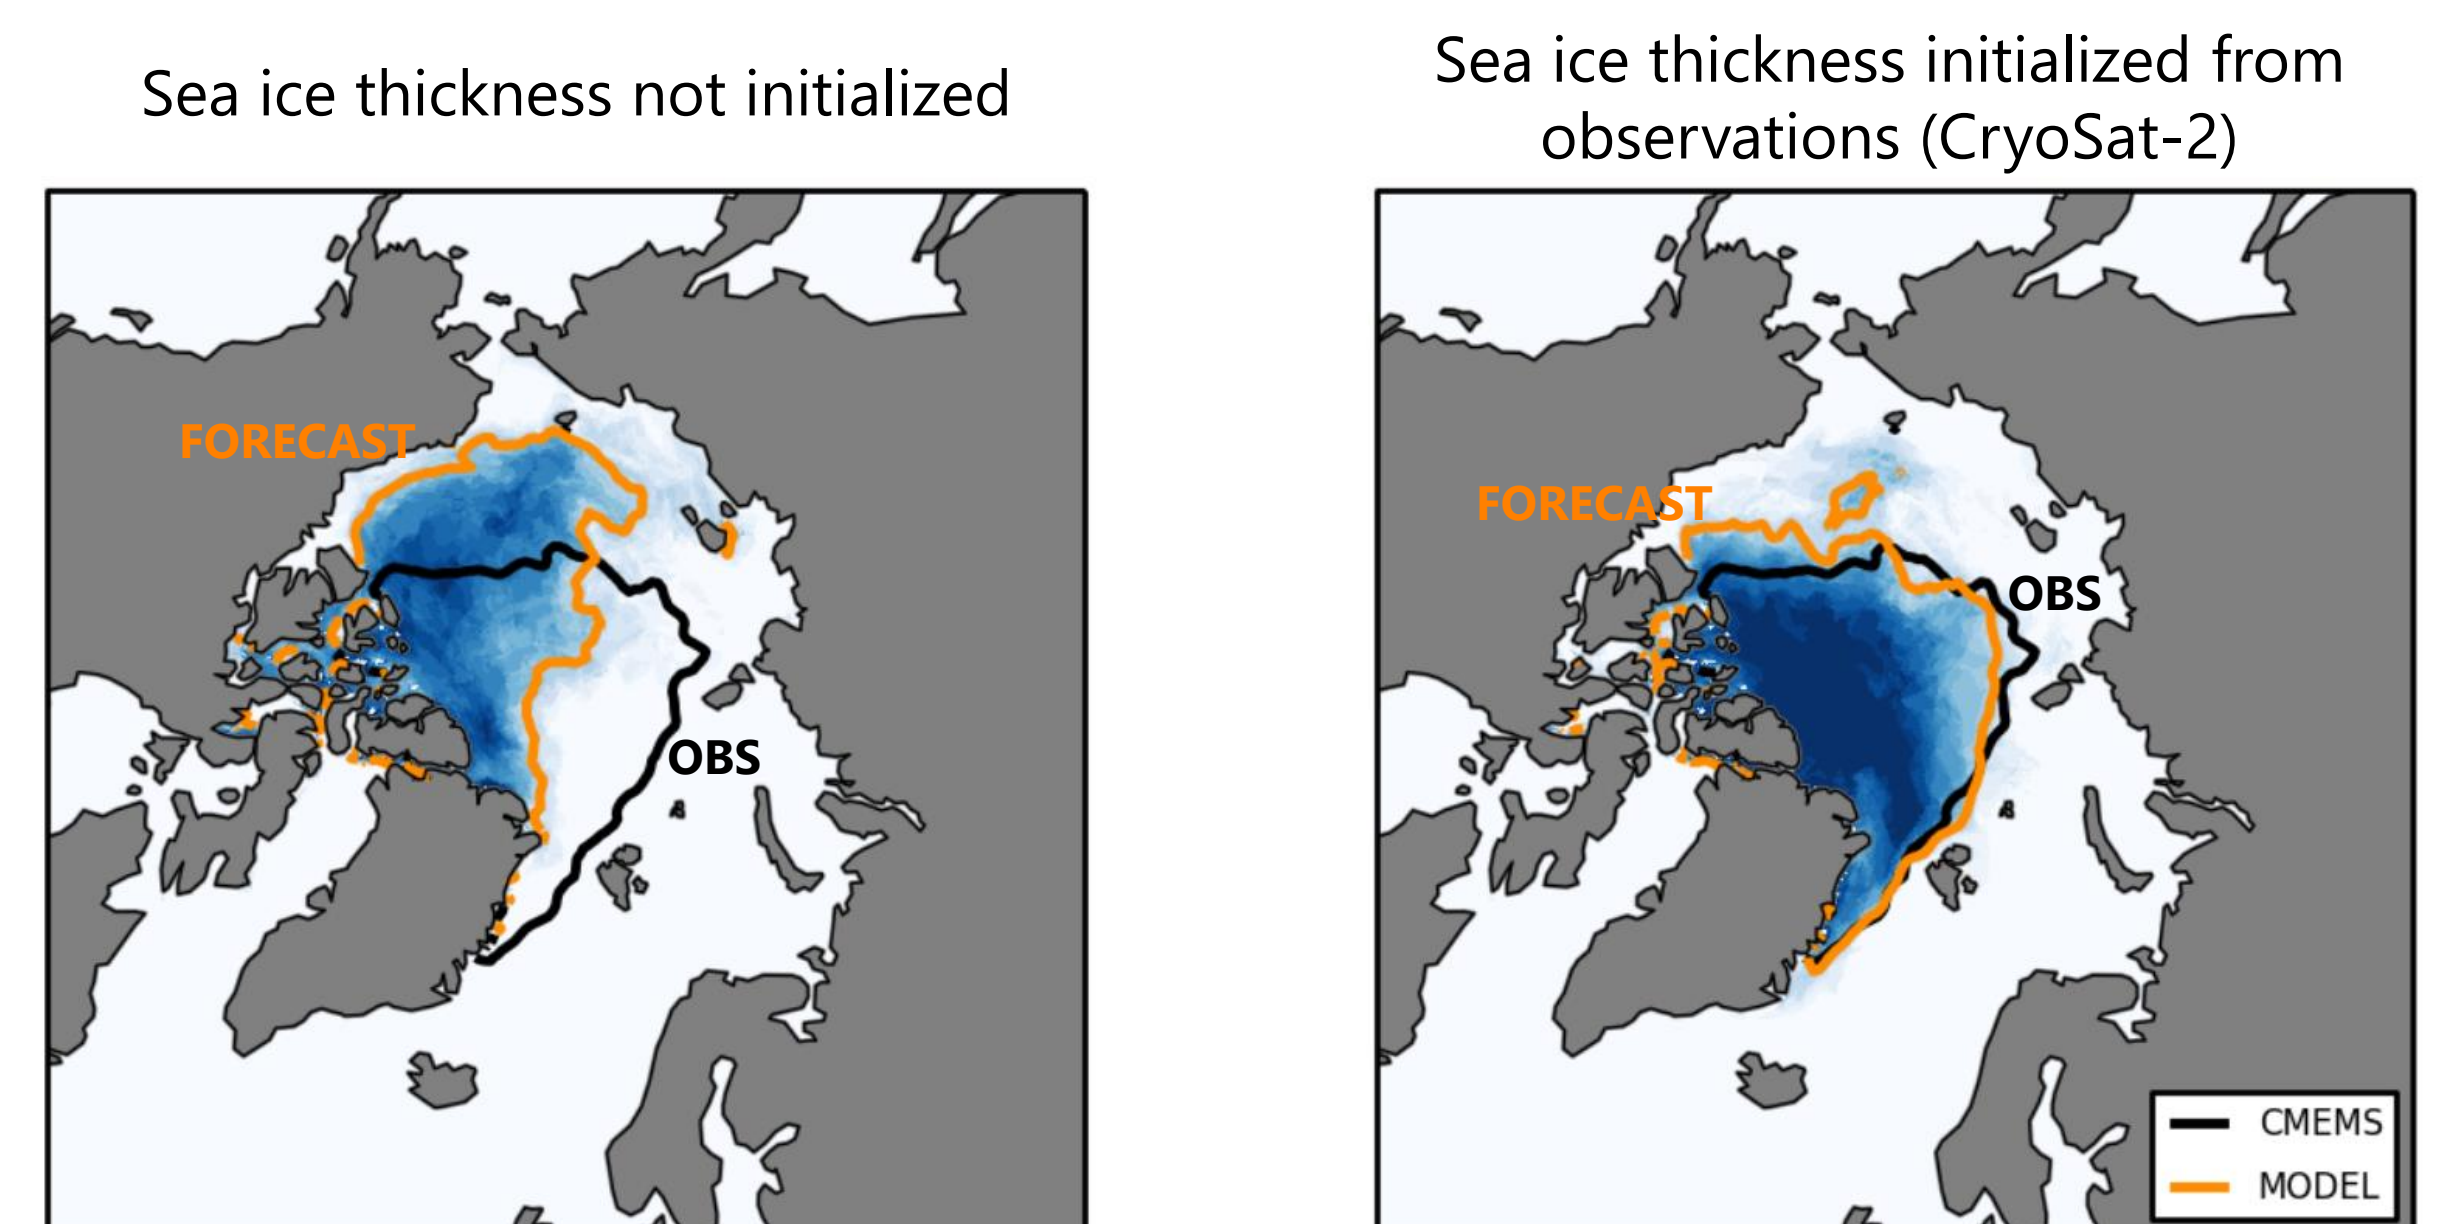 Sea ice thickness not initialized
Sea ice thickness initialized from
observations (CryoSat-2)
FORECAST
OBS
FORECAST
OBS
CMEMS
MODEL